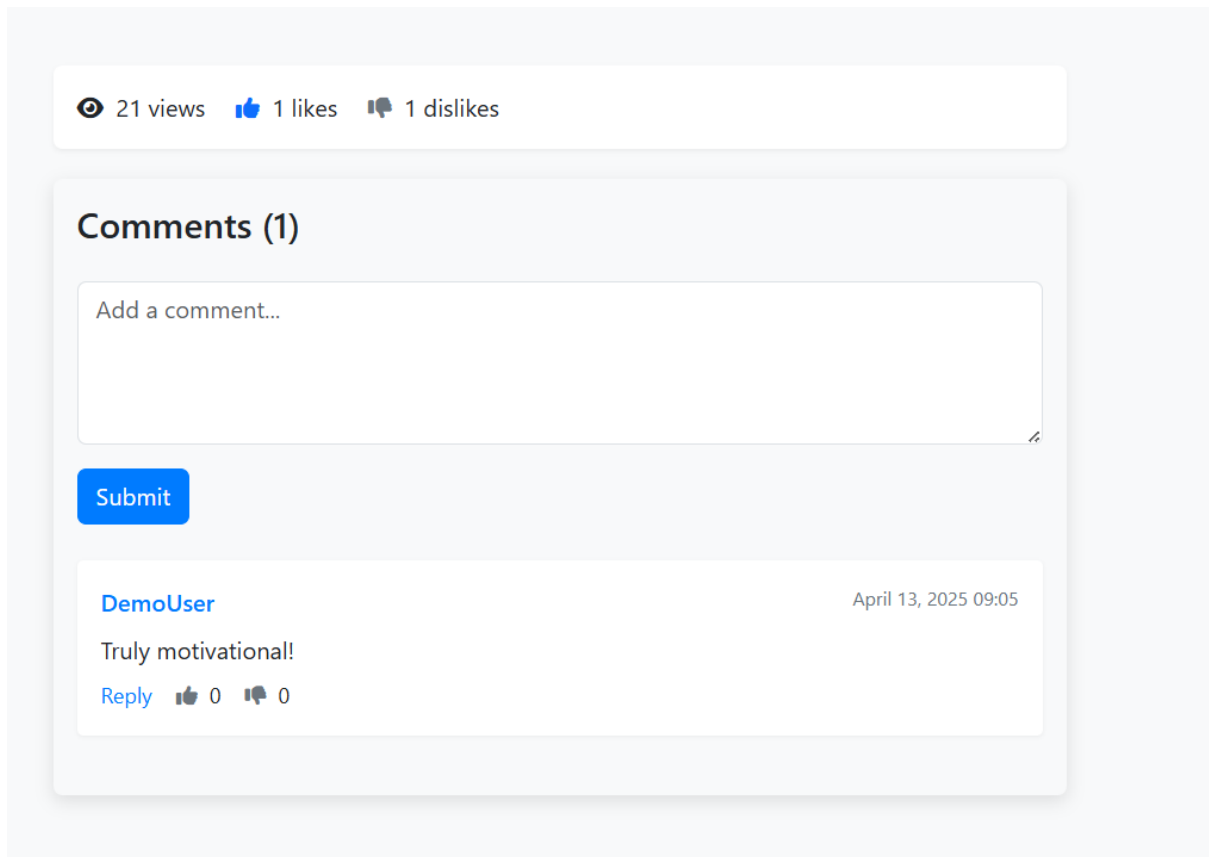 21 views 1 likes 1 dislikes
Comments (1)
Add a comment...
Submit
DemoUser April 13, 2025 09:05
Truly motivational!
Reply 0 0